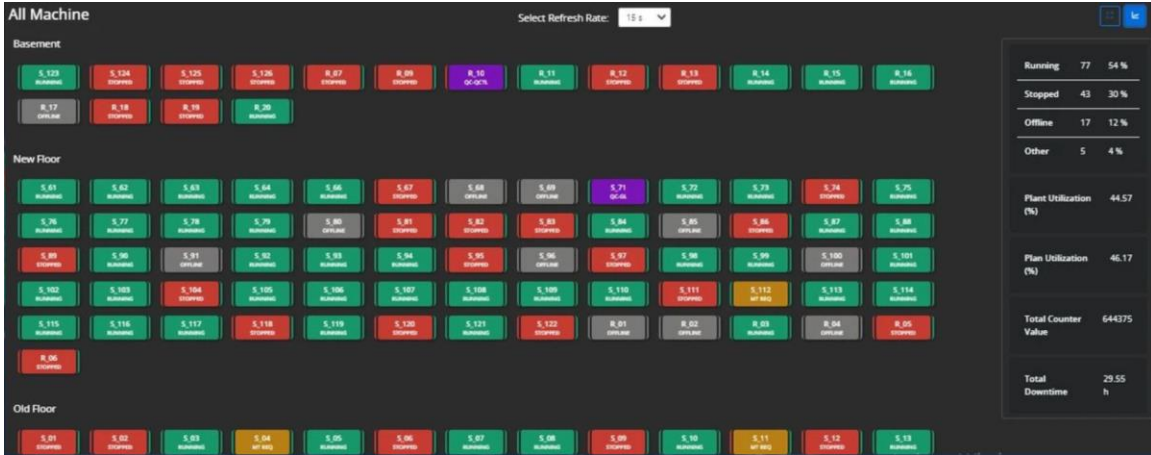 All Machine
Select Refresh Rate: 15 s
Basement
S_123 S_124 S_125 S_126 R_07 R_09 R_10 R_11 R_12 R_13 R_14 R_15 R_16
RUNNING STOPPED STOPPED STOPPED STOPPED STOPPED QC-QCTL RUNNING STOPPED STOPPED RUNNING RUNNING RUNNING
R_17 R_18 R_19 R_20
OFFLINE STOPPED STOPPED RUNNING
New Floor
S_61 S_62 S_63 S_64 S_66 S_67 S_68 S_69 S_71 S_72 S_73 S_74 S_75
RUNNING RUNNING RUNNING RUNNING RUNNING STOPPED OFFLINE OFFLINE QC-GL RUNNING RUNNING STOPPED RUNNING
S_76 S_77 S_78 S_79 S_80 S_81 S_82 S_83 S_84 S_85 S_86 S_87 S_88
RUNNING RUNNING RUNNING RUNNING OFFLINE STOPPED STOPPED STOPPED RUNNING OFFLINE STOPPED RUNNING RUNNING
S_89 S_90 S_91 S_92 S_93 S_94 S_95 S_96 S_97 S_98 S_99 S_100 S_101
STOPPED RUNNING OFFLINE RUNNING RUNNING RUNNING STOPPED OFFLINE STOPPED RUNNING RUNNING OFFLINE RUNNING
S_102 S_103 S_104 S_105 S_106 S_107 S_108 S_109 S_110 S_111 S_112 S_113 S_114
RUNNING RUNNING STOPPED RUNNING RUNNING RUNNING RUNNING RUNNING RUNNING STOPPED MT REQ RUNNING RUNNING
S_115 S_116 S_117 S_118 S_119 S_120 S_121 S_122 R_01 R_02 R_03 R_04 R_05
RUNNING RUNNING RUNNING STOPPED RUNNING STOPPED RUNNING STOPPED OFFLINE OFFLINE RUNNING OFFLINE STOPPED
R_06
STOPPED
Old Floor
S_01 S_02 S_03 S_04 S_05 S_06 S_07 S_08 S_09 S_10 S_11 S_12 S_13
STOPPED STOPPED RUNNING MT REQ RUNNING STOPPED RUNNING RUNNING STOPPED RUNNING MT REQ STOPPED RUNNING
Running 77 54 %
Stopped 43 30 %
Offline 17 12 %
Other 5 4 %
Plant Utilization 44.57
(%)
Plan Utilization 46.17
(%)
Total Counter 644375
Value
Total 29.55
Downtime h